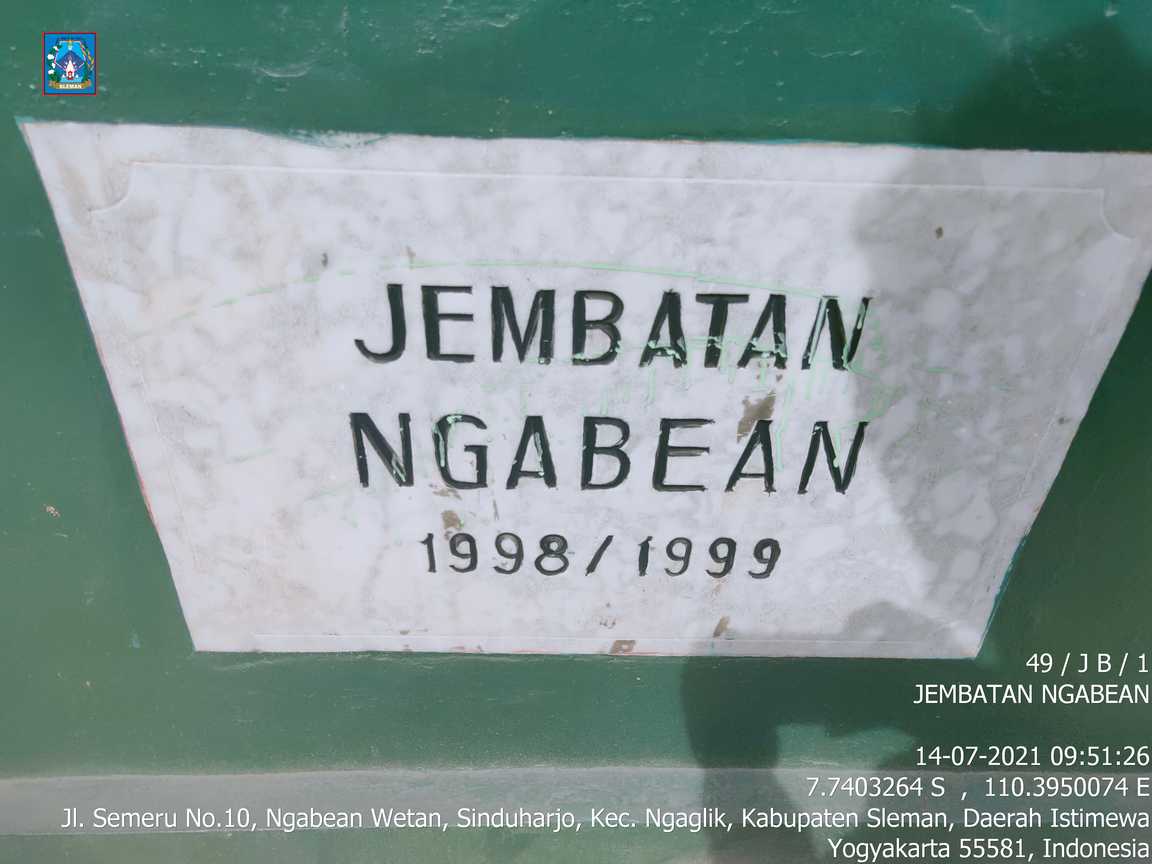 SLEMAN
JEMBATAN
NGABEAN
1998/1999
49 / J B / 1
JEMBATAN NGABEAN
14-07-2021 09:51:26
7.7403264 S , 110.3950074 E
Jl. Semeru No.10, Ngabean Wetan, Sinduharjo, Kec. Ngaglik, Kabupaten Sleman, Daerah Istimewa
Yogyakarta 55581, Indonesia